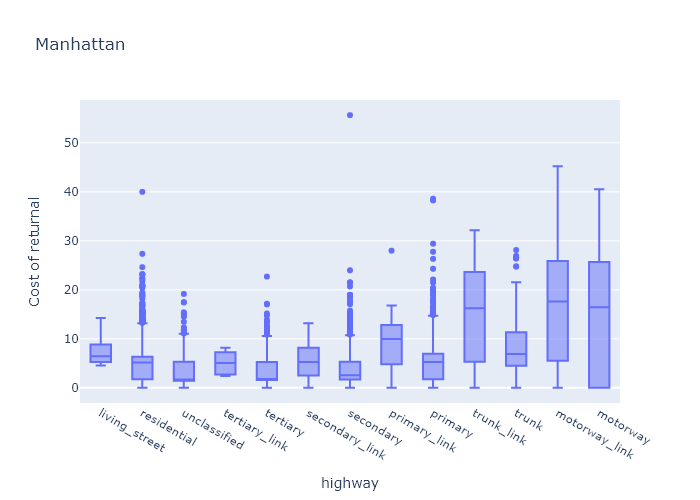 Manhattan
Cost of returnal
50
40
30
20
10
0
living_street
residential
unclassified
tertiary_link
tertiary
secondary_link
secondary
primary_link
primary
trunk_link
trunk
motorway_link
motorway
highway